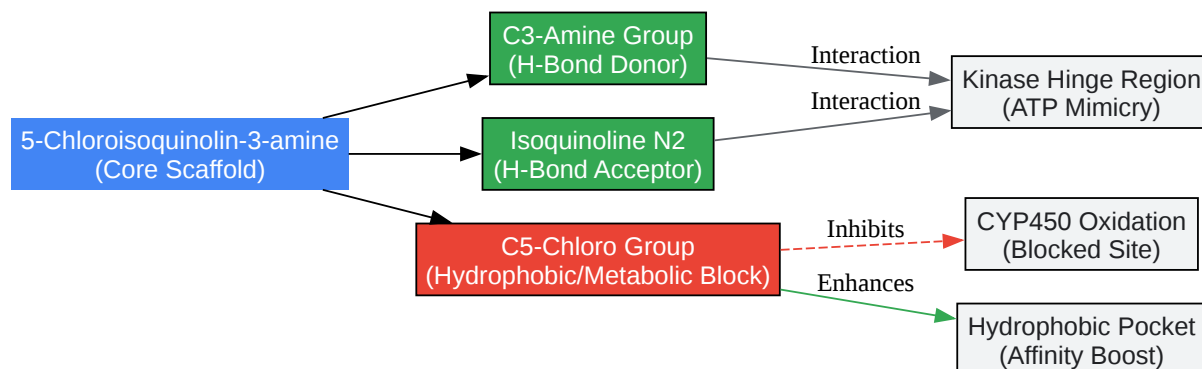 C3-Amine Group
(H-Bond Donor)
Interaction
Kinase Hinge Region
(ATP Mimicry)
Interaction
5-Chloroisoquinolin-3-amine
(Core Scaffold)
Isoquinoline N2
(H-Bond Acceptor)
C5-Chloro Group
(Hydrophobic/Metabolic Block)
Inhibits
CYP450 Oxidation
(Blocked Site)
Enhances
Hydrophobic Pocket
(Affinity Boost)